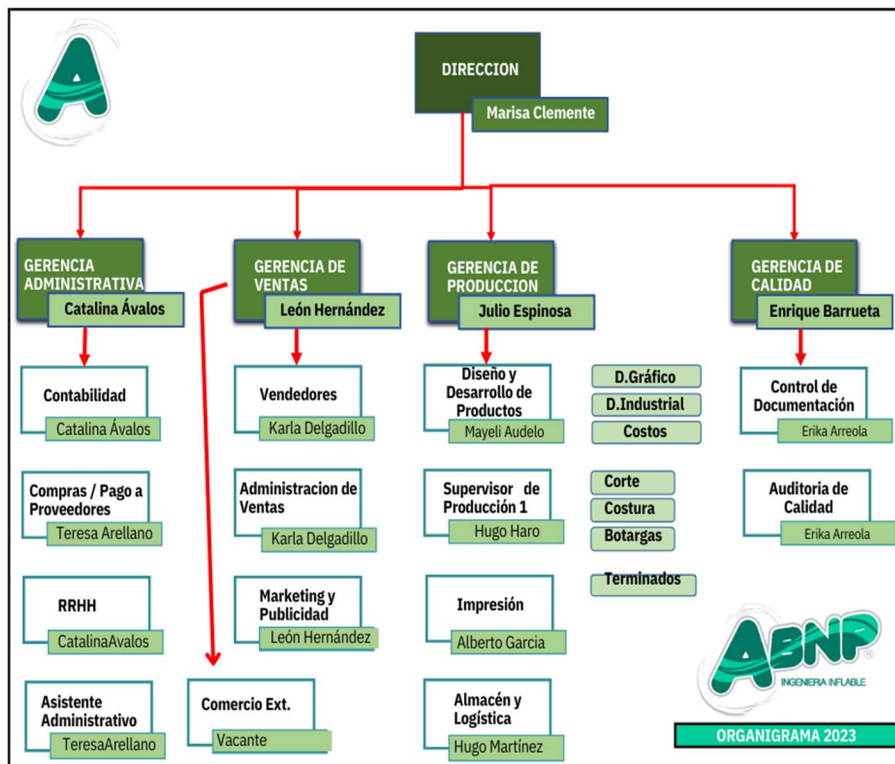 A
DIRECCION
Marisa Clemente
GERENCIA
ADMINISTRATIVA
Catalina Ávalos
GERENCIA DE
VENTAS
León Hernández
GERENCIA DE
PRODUCCION
Julio Espinosa
GERENCIA DE
CALIDAD
Enrique Barrueta
Contabilidad
Catalina Ávalos
Vendedores
Karla Delgadillo
Diseño y
Desarrollo de
Productos
Mayeli Audelo
D.Gráfico
D.Industrial
Costos
Control de
Documentación
Erika Arreola
Compras / Pago a
Proveedores
Teresa Arellano
Administracion de
Ventas
Karla Delgadillo
Supervisor de
Producción 1
Hugo Haro
Corte
Costura
Botargas
Terminados
Auditoria de
Calidad
Erika Arreola
RRHH
CatalinaAvalos
Marketing y
Publicidad
León Hernández
Impresión
Alberto Garcia
Asistente
Administrativo
TeresaArellano
Comercio Ext.
Vacante
Almacén y
Logística
Hugo Martínez
ABNP®
INGENIERIA INFLABLE
ORGANIGRAMA 2023